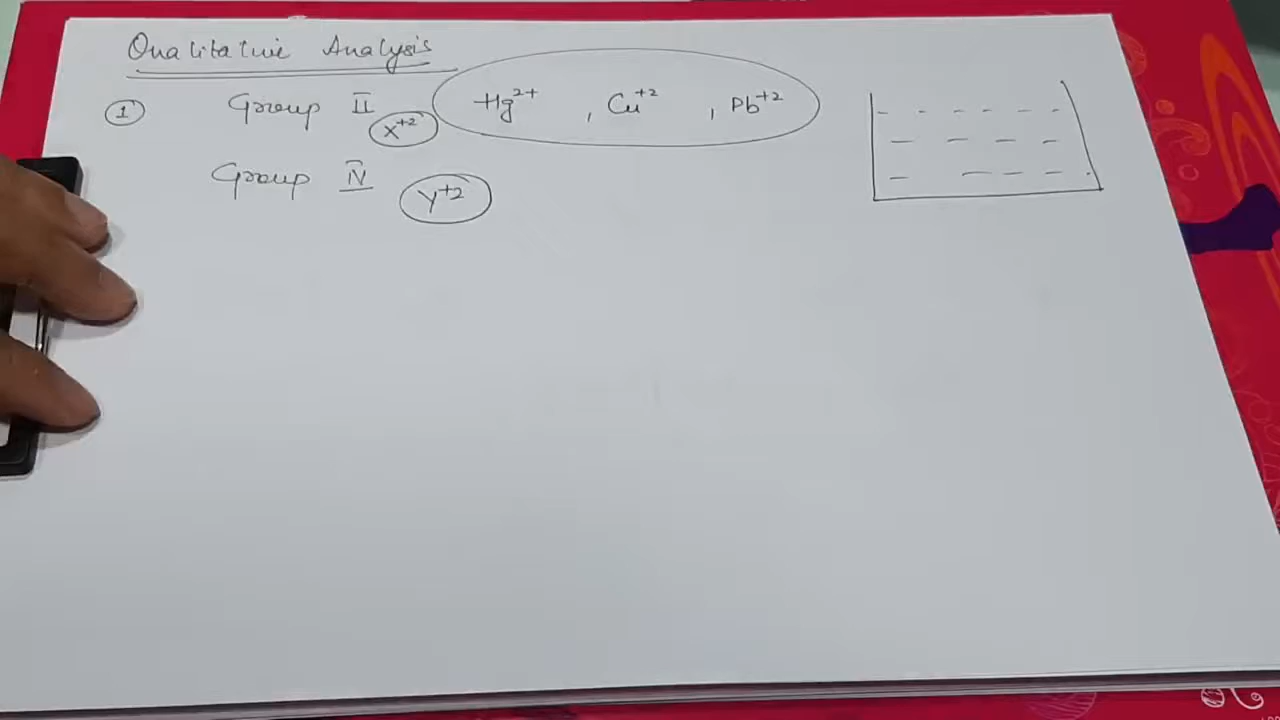 Qualitative Analysis
1 Group II X+2 Hg2+ , Cu+2 , Pb+2
Group IV Y+2